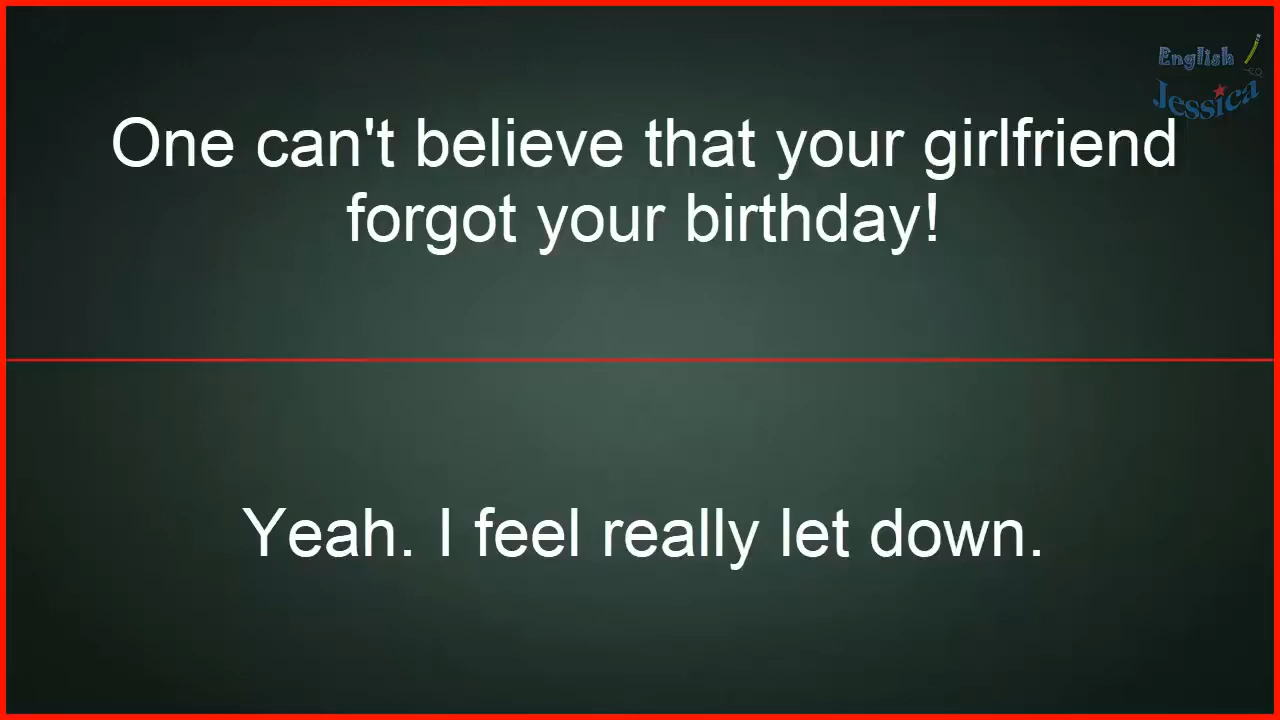 English
Jessica
One can't believe that your girlfriend
forgot your birthday!
Yeah. I feel really let down.